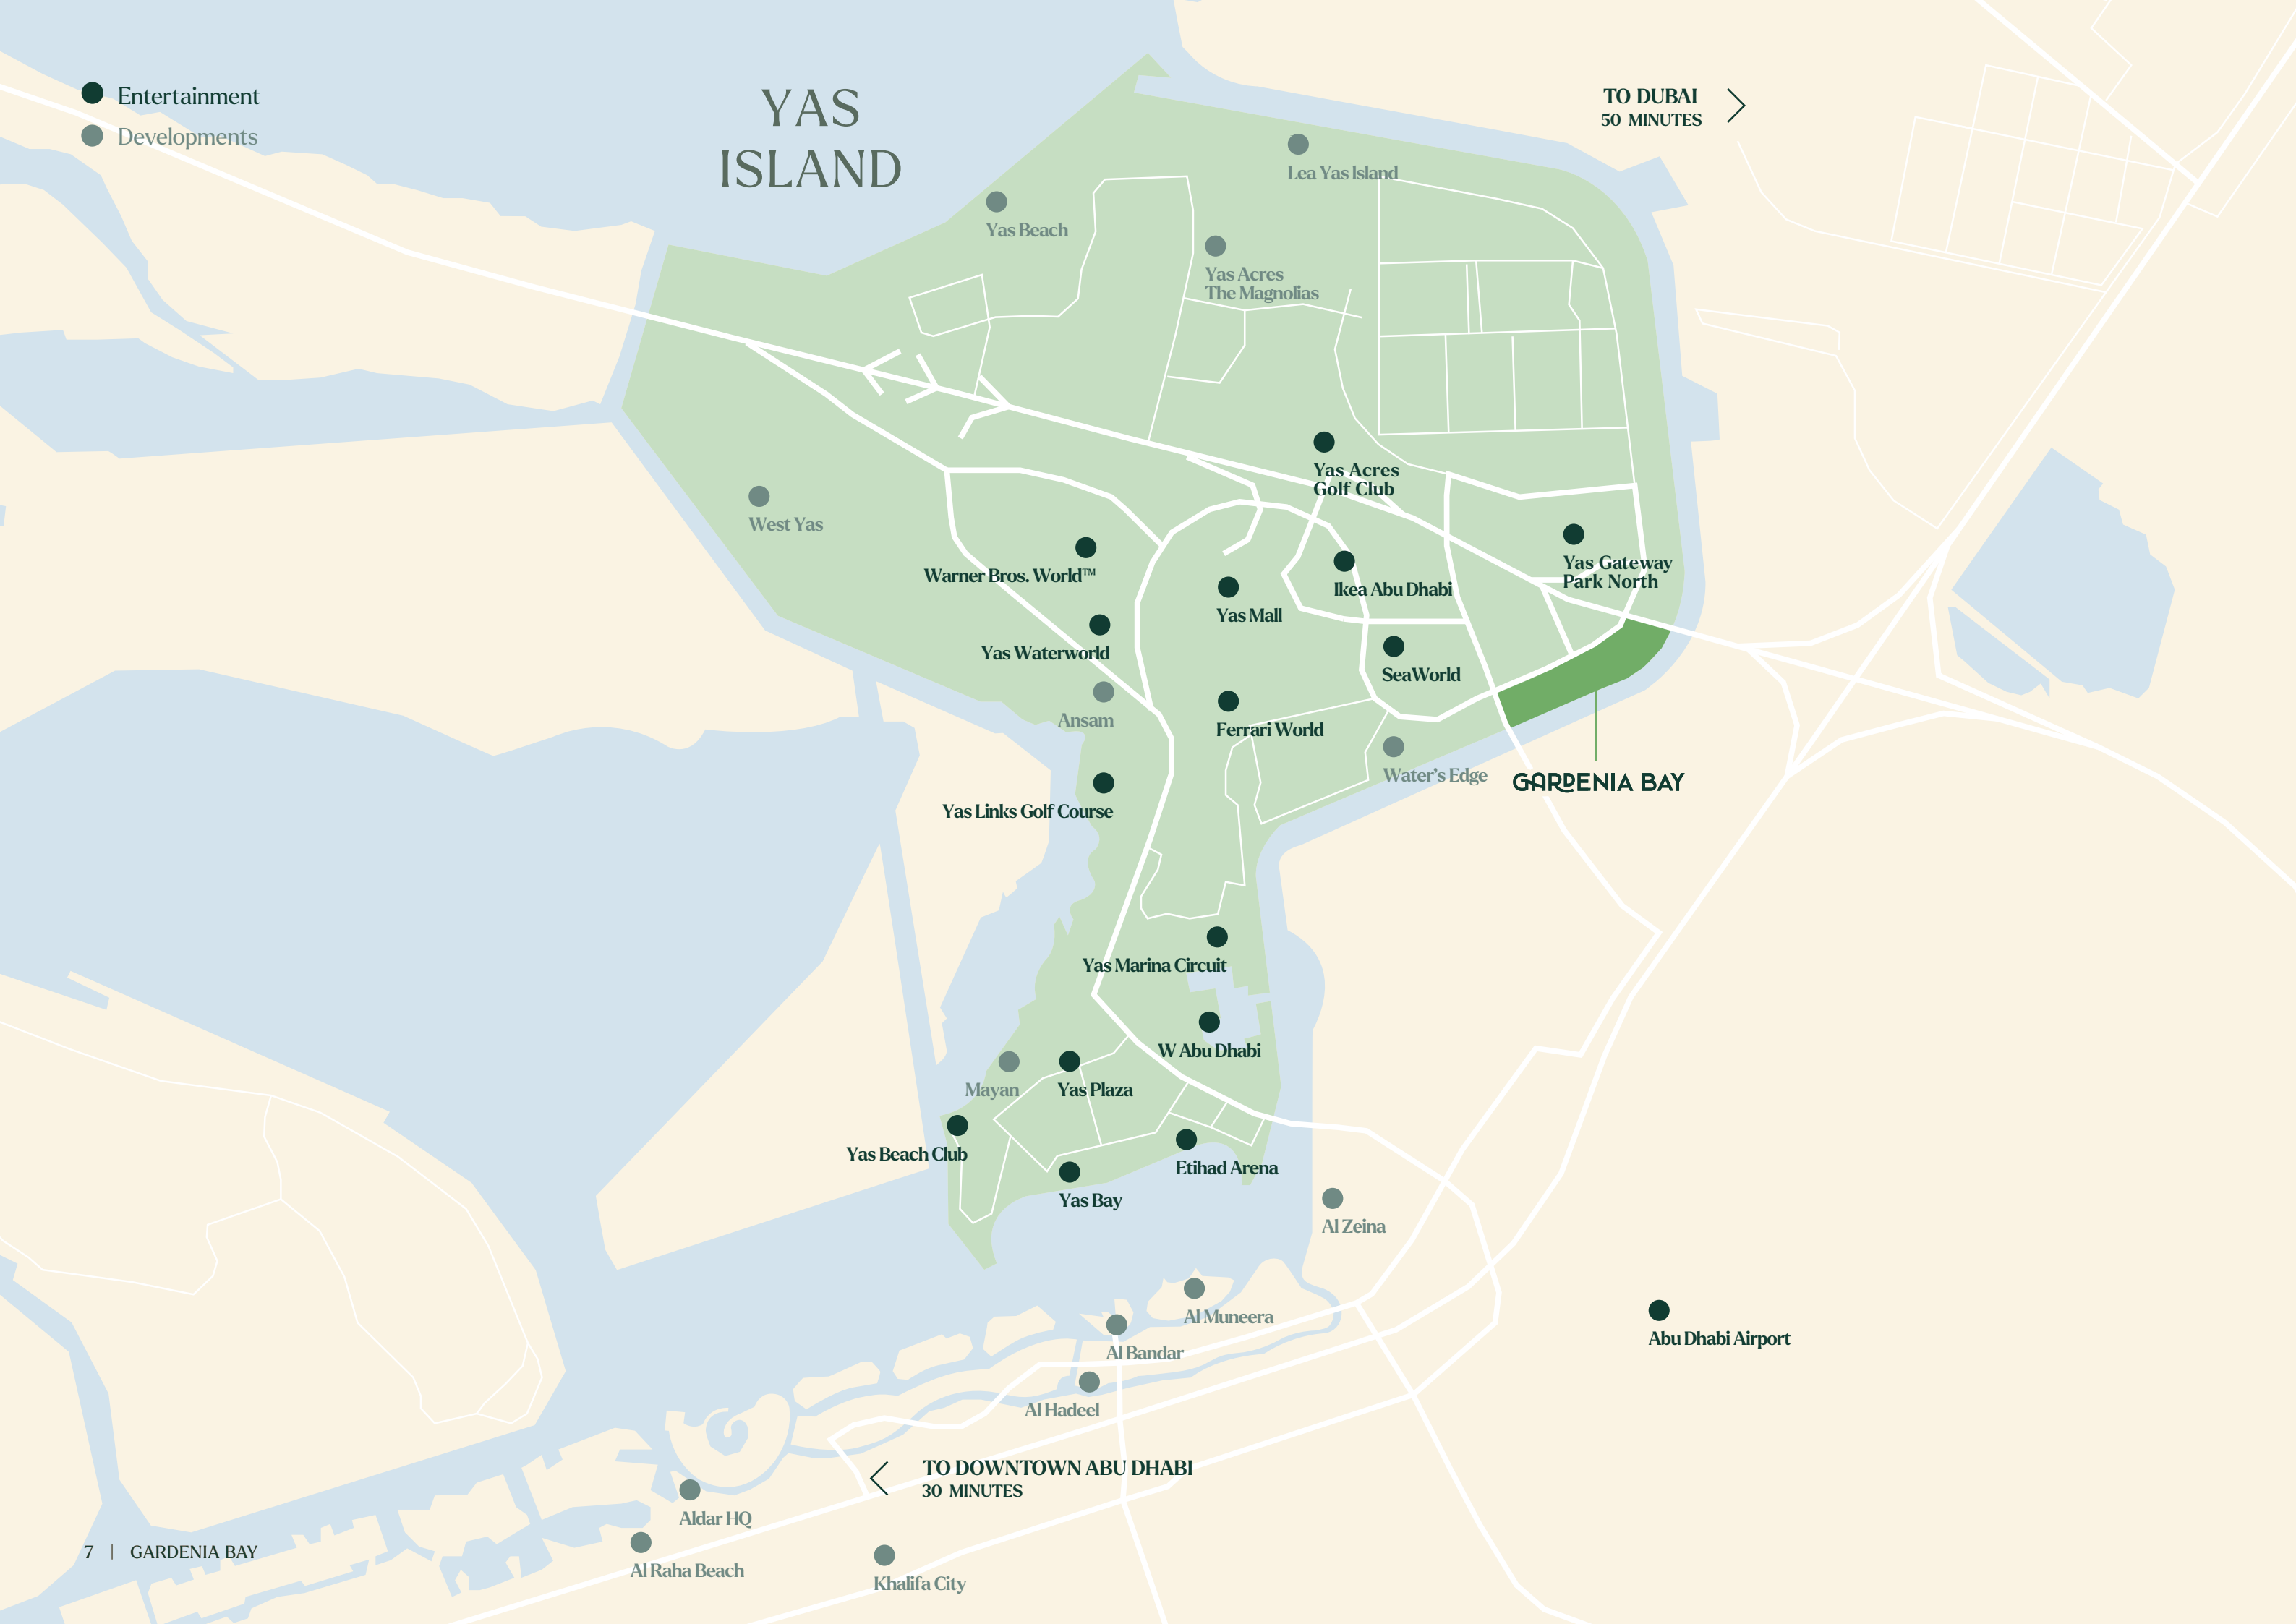 Entertainment
Developments
YAS
ISLAND
TO DUBAI
50 MINUTES
Lea Yas Island
Yas Beach
Yas Acres
The Magnolias
Yas Acres
Golf Club
West Yas
Yas Gateway
Park North
Warner Bros. World™
Ikea Abu Dhabi
Yas Mall
Yas Waterworld
SeaWorld
Ansam
Ferrari World
Water's Edge
GARDENIA BAY
Yas Links Golf Course
Yas Marina Circuit
W Abu Dhabi
Mayan
Yas Plaza
Yas Beach Club
Etihad Arena
Yas Bay
Al Zeina
Al Muneera
Abu Dhabi Airport
Al Bandar
Al Hadeel
TO DOWNTOWN ABU DHABI
30 MINUTES
Aldar HQ
Al Raha Beach
Khalifa City
7 | GARDENIA BAY